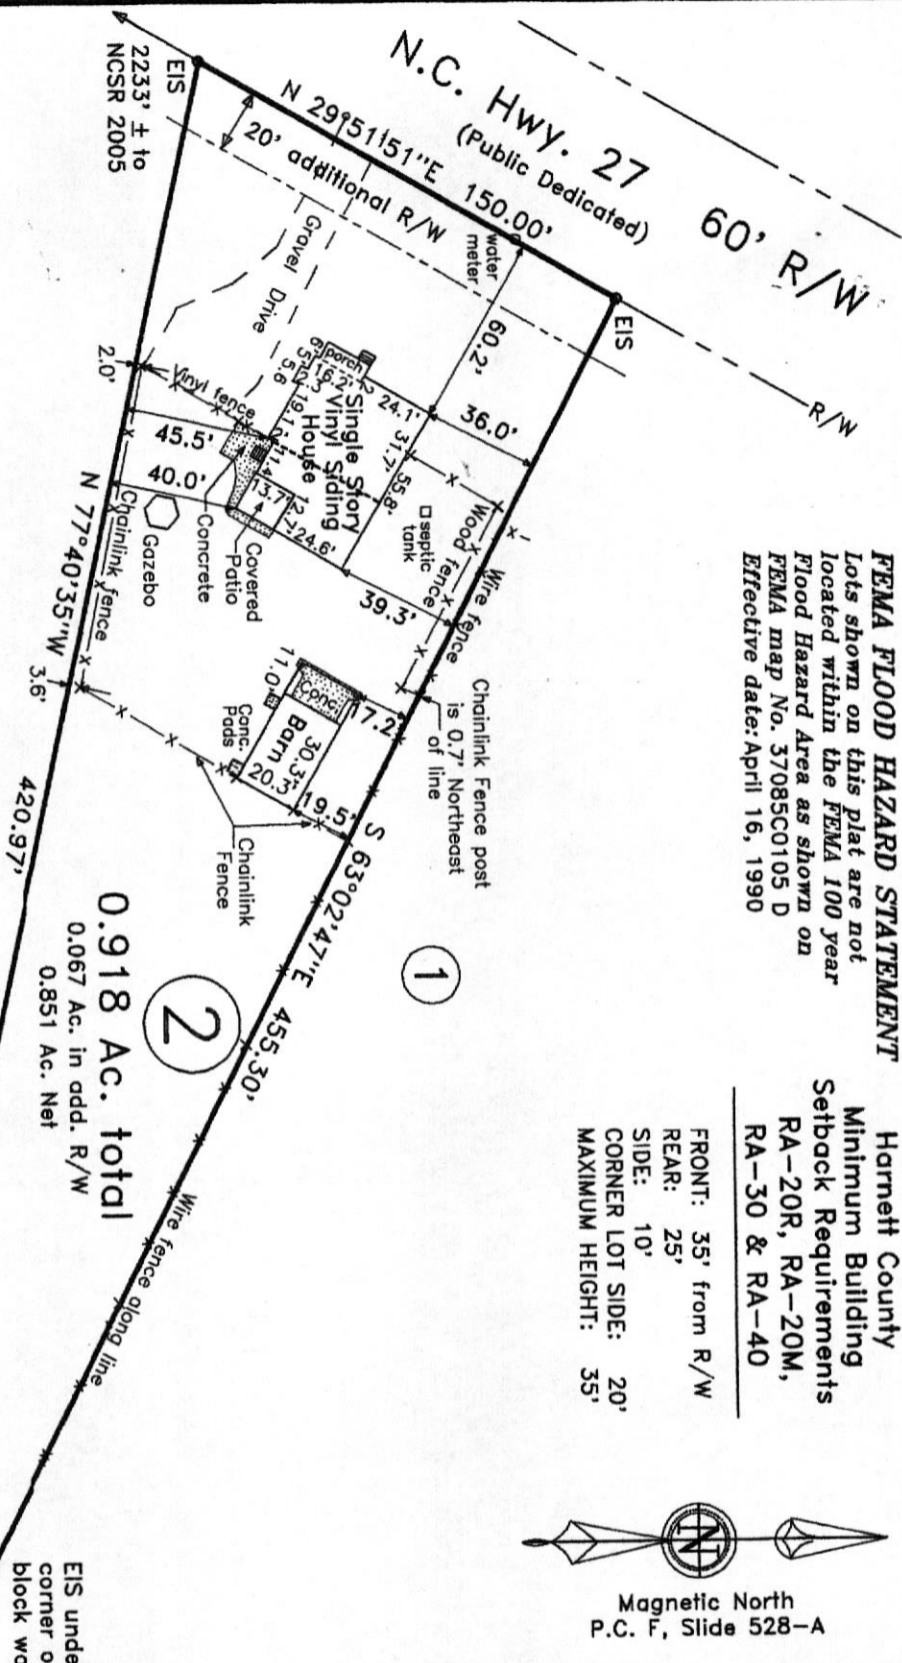 FEMA FLOOD HAZARD STATEMENT
Lots shown on this plat are not
located within the FEMA 100 year
Flood Hazard Area as shown on
FEMA map No. 37085C0105 D
Effective date: April 16, 1990
Harnett County
Minimum Building
Setback Requirements
RA-20R, RA-20M,
RA-30 & RA-40
FRONT: 35' from R/W
REAR: 25'
SIDE: 10'
CORNER LOT SIDE: 20'
MAXIMUM HEIGHT: 35'
N
Magnetic North
P.C. F, Slide 528-A
N.C. Hwy. 27 60' R/W
(Public Dedicated)
R/W
EIS
EIS
2233' ± to
NCSR 2005
N 29°51'51"E 150.00'
20' additional R/W
water
meter
Gravel Drive
60.2'
36.0'
porch
16.2'
24.1'
31.7'
55.8'
Single Story
Vinyl Siding
House
19.1'
13.7'
24.6'
septic
tank
Wood fence
Wire fence
Vinyl fence
2.0'
45.5'
40.0'
Concrete
Covered
Patio
Gazebo
39.3'
Chainlink fence
N 77°40'35"W
3.6'
420.97'
Chainlink Fence post
is 0.7' Northeast
of line
17.2'
Conc.
11.0'
30.3'
Barn
Conc.
Pads
20.3'
19.5'
Chainlink
Fence
S 63°02'47"E 455.30'
1
2
0.918 Ac. total
0.067 Ac. in add. R/W
0.851 Ac. Net
Wire fence along line
EIS unde
corner o
block wa